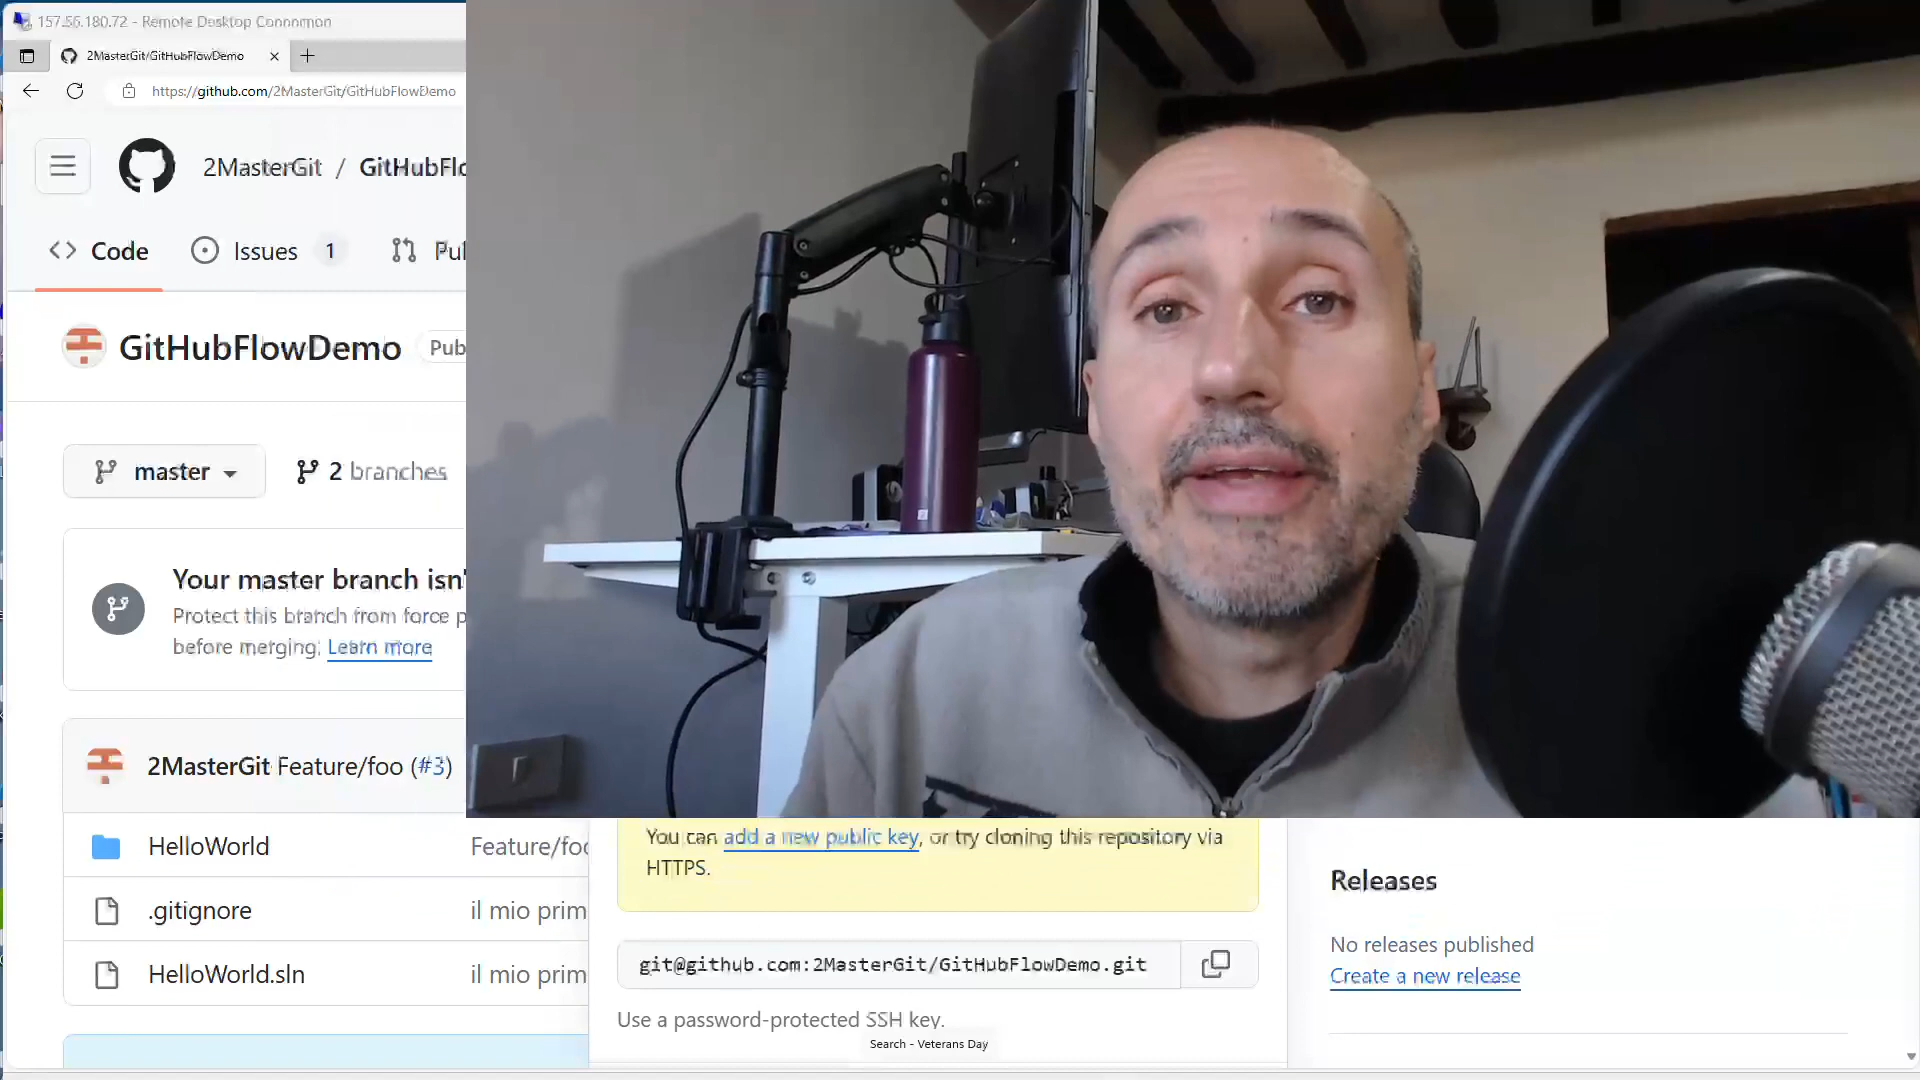 157.55.180.72 - Remote Desktop
2MasterGit/GitHubFlowDemo
https://github.com/2MasterGit/GitHubFlowDemo
2MasterGit / GitHubFlo
Code Issues 1 Pul
GitHubFlowDemo Pub
master 2 branches
Your master branch isn'
Protect this branch from force p
before merging. Learn more
2MasterGit Feature/foo (#3)
HelloWorld Feature/foo
You can add a new public key, or try cloning this repository via
HTTPS.
Releases
.gitignore il mio prim
No releases published
git@github.com:2MasterGit/GitHubFlowDemo.git
HelloWorld.sln il mio prim
Create a new release
Use a password-protected SSH key.
Search - Veterans Day